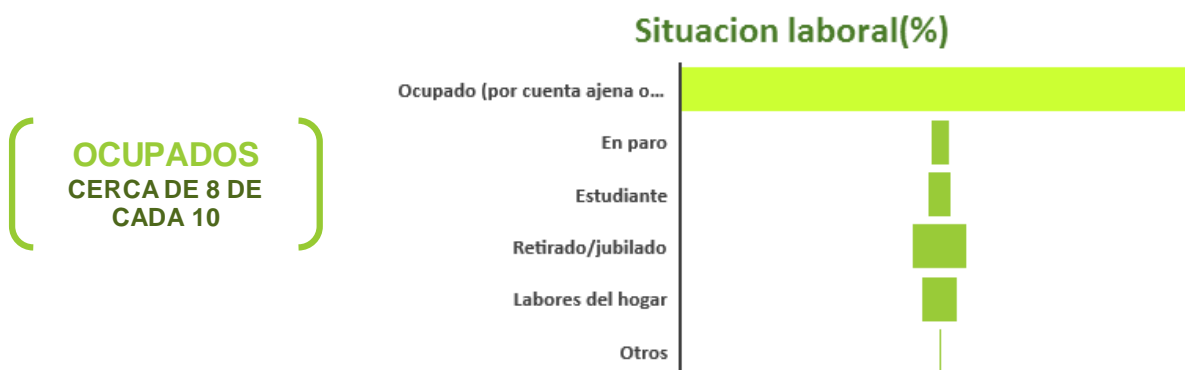 Situacion laboral(%)
OCUPADOS
CERCA DE 8 DE
CADA 10
Ocupado (por cuenta ajena o...
En paro
Estudiante
Retirado/jubilado
Labores del hogar
Otros